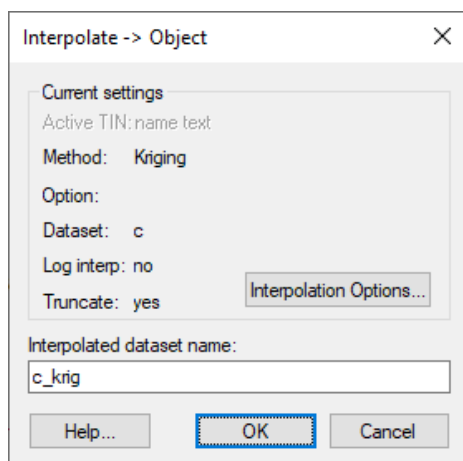 Interpolate -> Object
Current settings
Active TIN: name text
Method: Kriging
Option:
Dataset: c
Log interp: no
Truncate: yes
Interpolation Options...
Interpolated dataset name:
c_krig
Help... OK Cancel